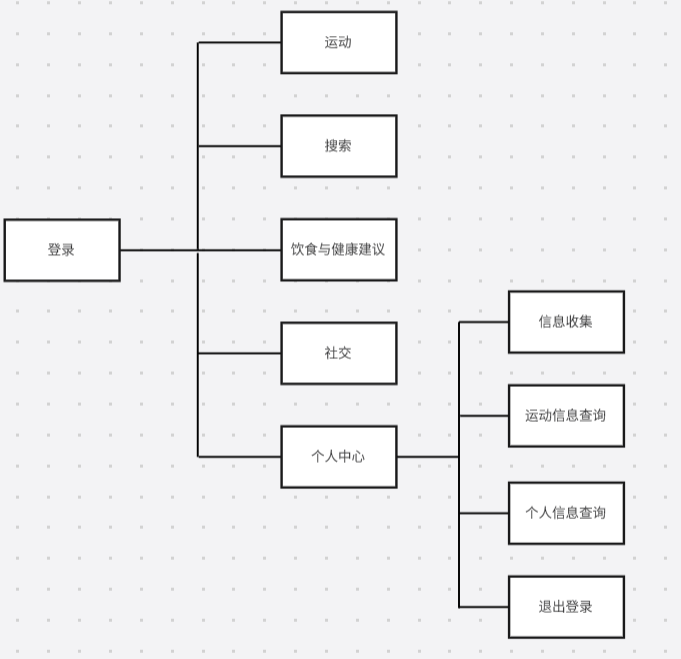 运动
搜索
登录
饮食与健康建议
社交
个人中心
信息收集
运动信息查询
个人信息查询
退出登录